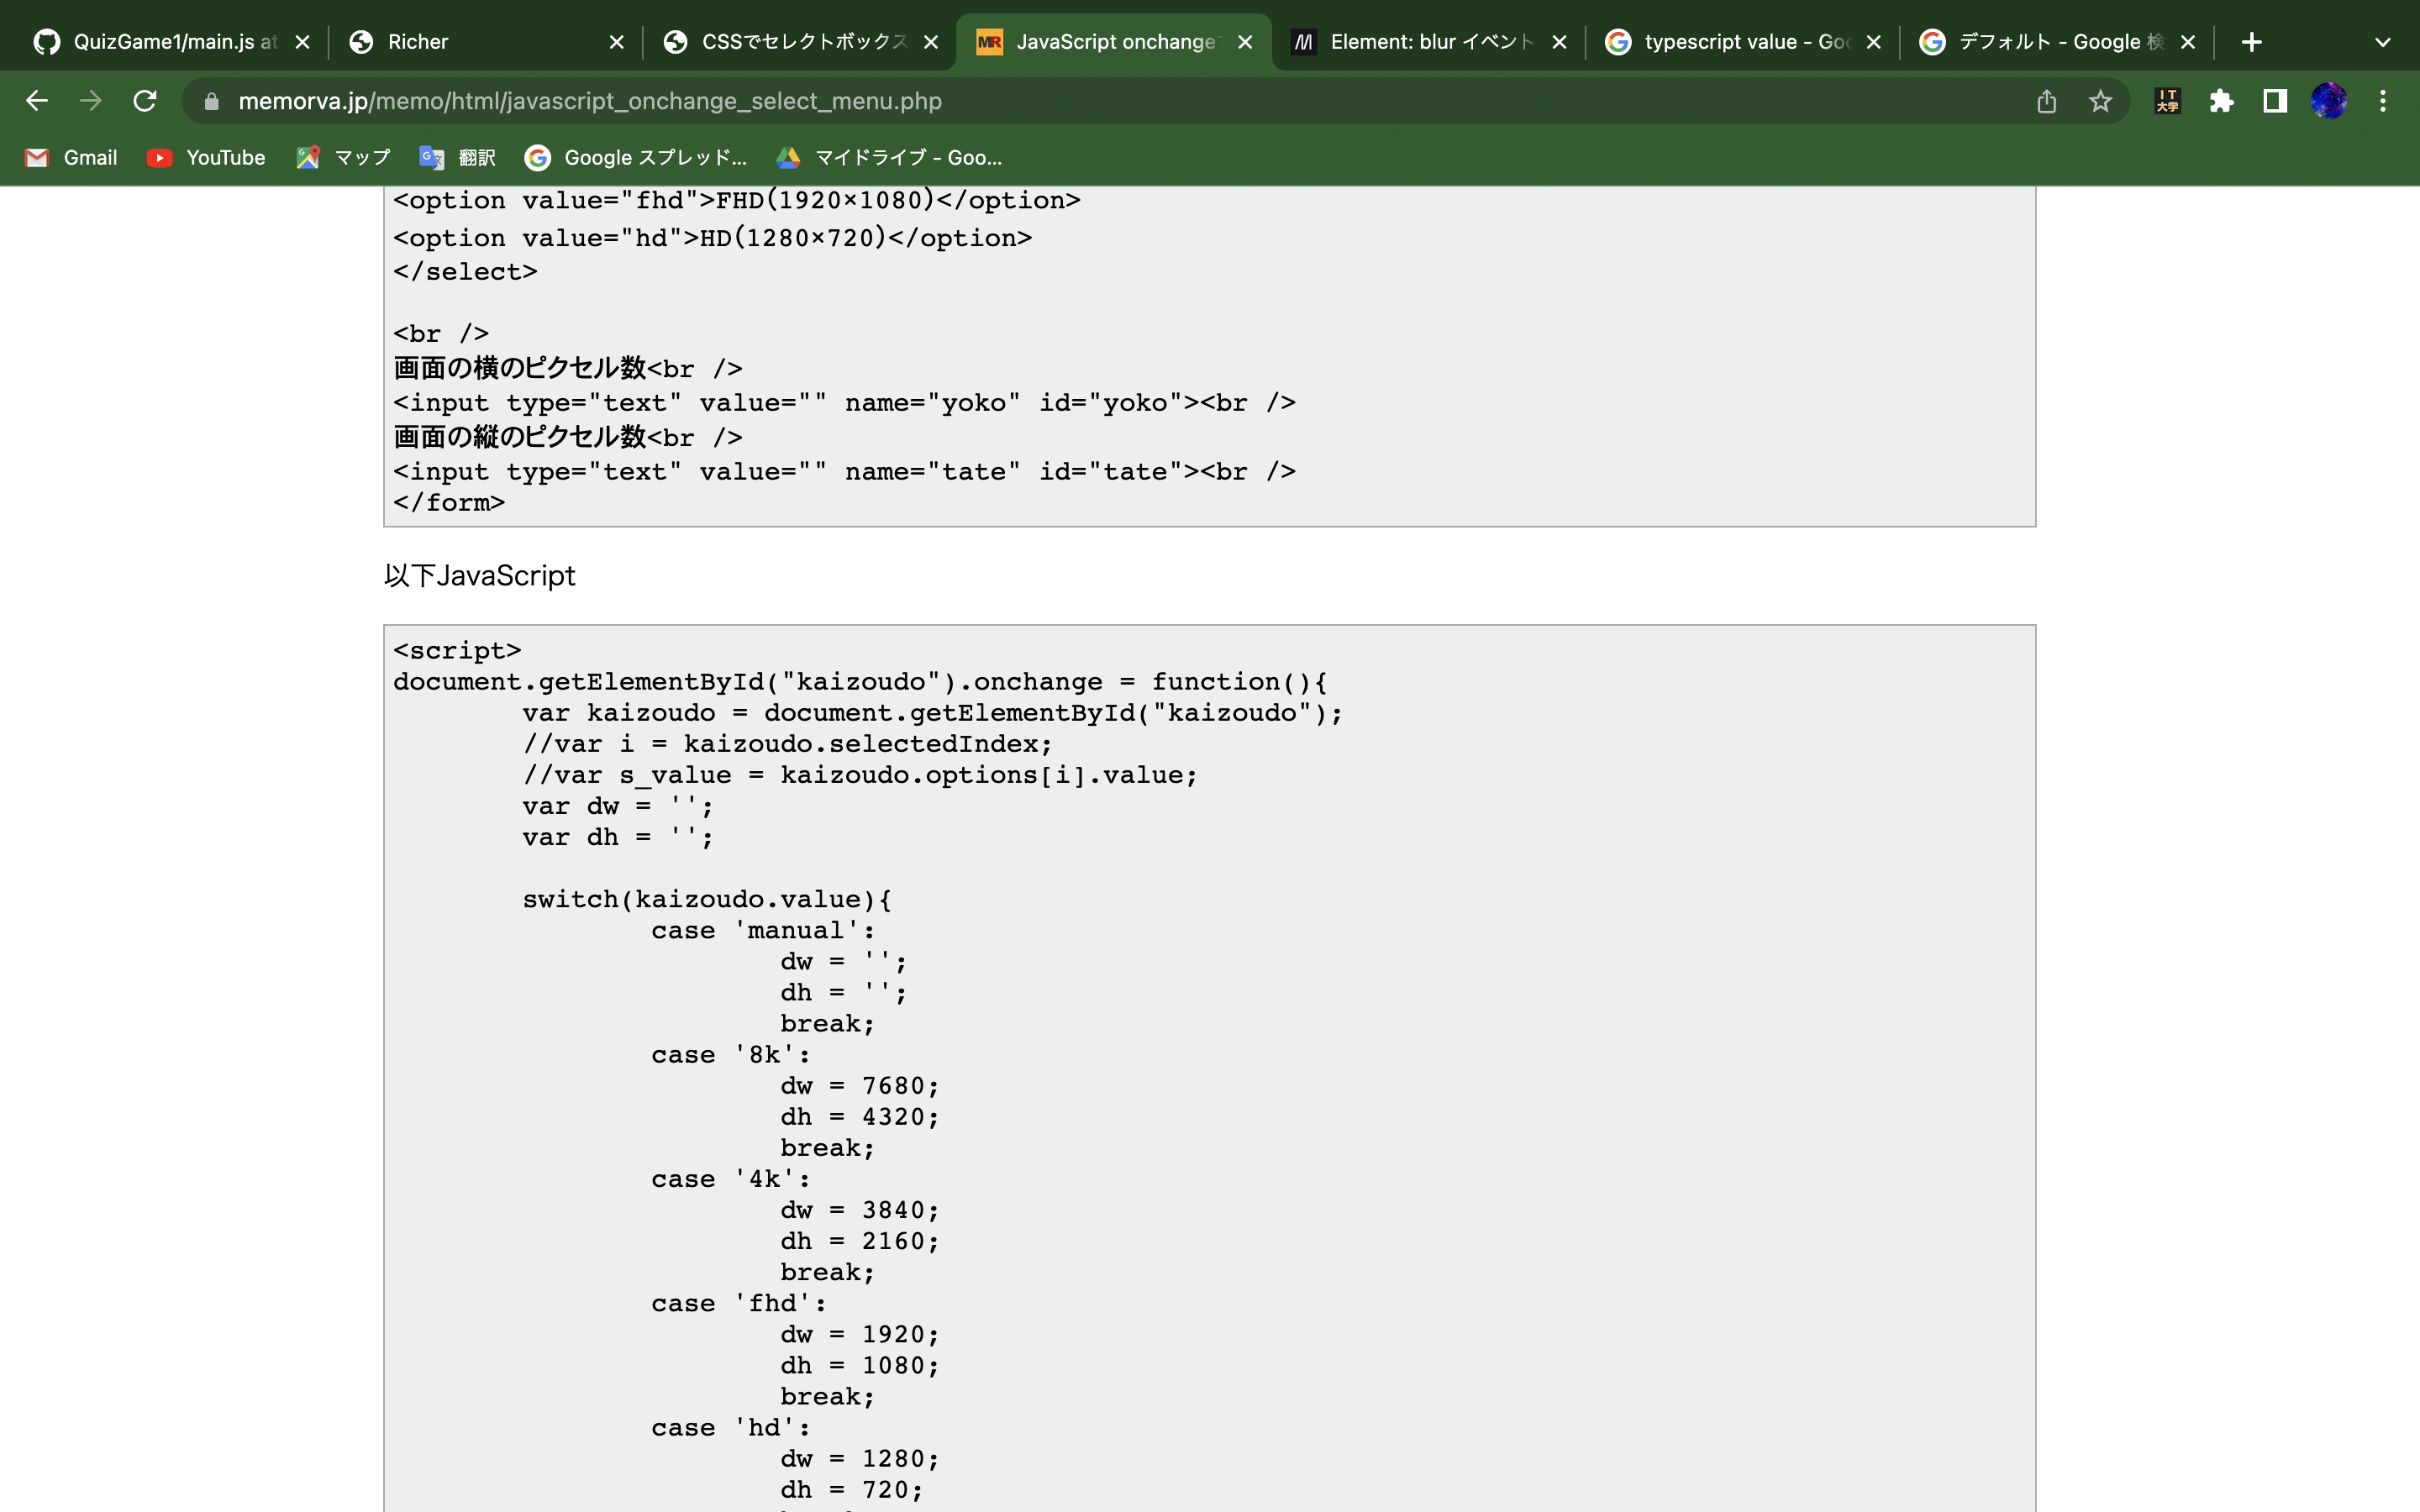 QuizGame1/main.js at
Richer
CSSでセレクトボックス
JavaScript onchange
Element: blur イベント
typescript value - Goo
デフォルト - Google 検
memorva.jp/memo/html/javascript_onchange_select_menu.php
IT
大学
Gmail
YouTube
マップ
翻訳
Google スプレッド...
マイドライブ - Goo...
<option value="fhd">FHD(1920×1080)</option>
<option value="hd">HD(1280×720)</option>
</select>
<br />
画面の横のピクセル数<br />
<input type="text" value="" name="yoko" id="yoko"><br />
画面の縦のピクセル数<br />
<input type="text" value="" name="tate" id="tate"><br />
</form>
以下JavaScript
<script>
document.getElementById("kaizoudo").onchange = function(){
var kaizoudo = document.getElementById("kaizoudo");
//var i = kaizoudo.selectedIndex;
//var s_value = kaizoudo.options[i].value;
var dw = '';
var dh = '';
switch(kaizoudo.value){
case 'manual':
dw = '';
dh = '';
break;
case '8k':
dw = 7680;
dh = 4320;
break;
case '4k':
dw = 3840;
dh = 2160;
break;
case 'fhd':
dw = 1920;
dh = 1080;
break;
case 'hd':
dw = 1280;
dh = 720;